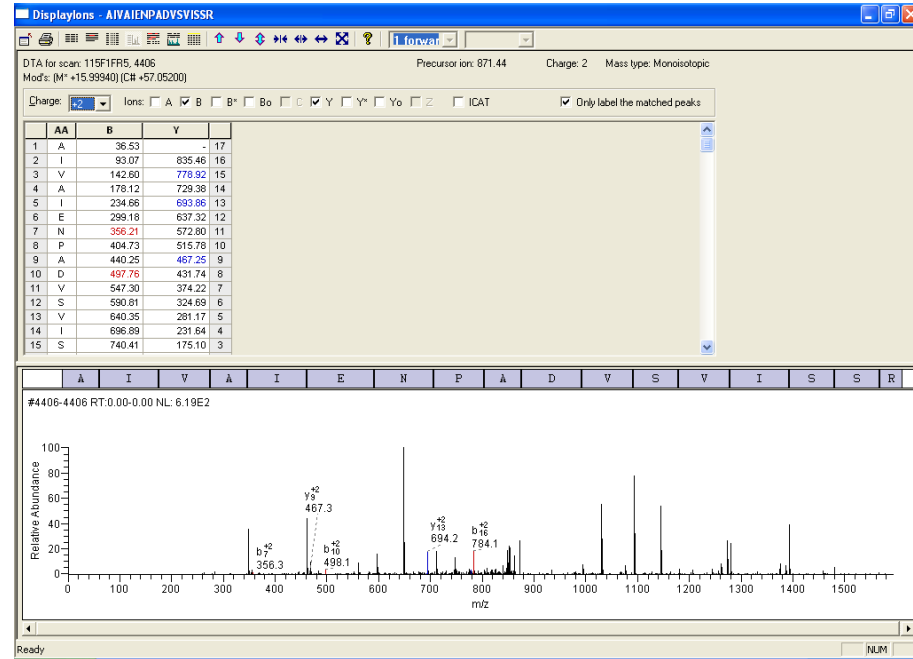 DisplayIons - AIVAIENPADVSVISSR
1 forwar
DTA for scan: 115F1FR5, 4406 Precursor ion: 871.44 Charge: 2 Mass type: Monoisotopic
Mod's: (M* +15.99940) (C# +57.05200)
Charge: +2 Ions: A B B* Bo C Y Y* Yo Z ICAT Only label the matched peaks
AA B Y
1 A 36.53 - 17
2 I 93.07 835.46 16
3 V 142.60 778.92 15
4 A 178.12 729.38 14
5 I 234.66 693.86 13
6 E 299.18 637.32 12
7 N 356.21 572.80 11
8 P 404.73 515.78 10
9 A 440.25 467.25 9
10 D 497.76 431.74 8
11 V 547.30 374.22 7
12 S 590.81 324.69 6
13 V 640.35 281.17 5
14 I 696.89 231.64 4
15 S 740.41 175.10 3
A I V A I E N P A D V S V I S S R
#4406-4406 RT:0.00-0.00 NL: 6.19E2
Relative Abundance
100
80
60
40
20
0
y9+2
467.3
b7+2
356.3
b10+2
498.1
y13+2
694.2
b16+2
784.1
0 100 200 300 400 500 600 700 800 900 1000 1100 1200 1300 1400 1500
m/z
Ready NUM